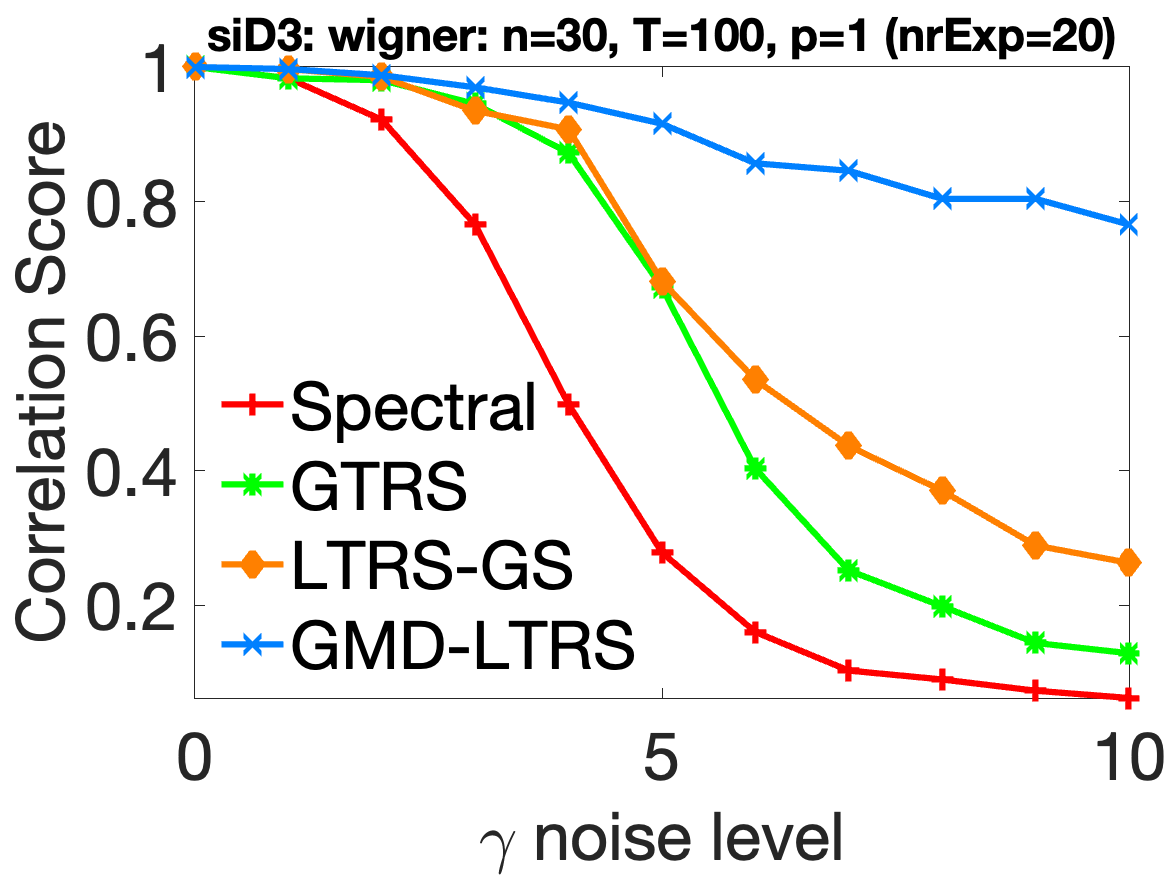 siD3: wigner: n=30, T=100, p=1 (nrExp=20)
1
0.8
0.6
0.4
0.2
Correlation Score
Spectral
GTRS
LTRS-GS
GMD-LTRS
0 5 10
γ noise level